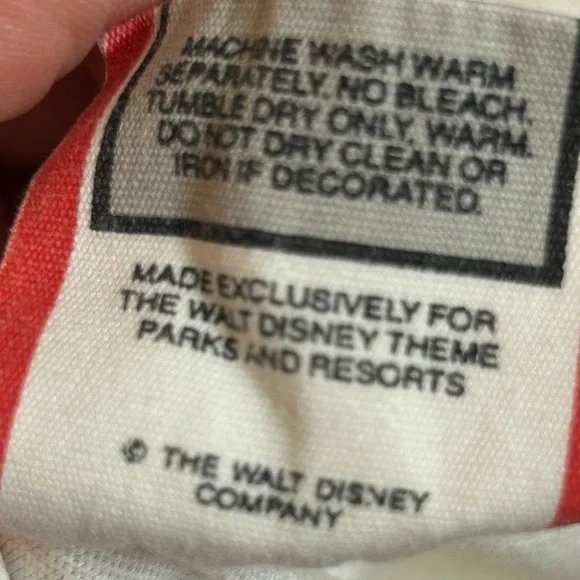 MACHINE WASH WARM
SEPARATELY. NO BLEACH.
TUMBLE DRY ONLY. WARM.
DO NOT DRY CLEAN OR
IRON IF DECORATED.
MADE EXCLUSIVELY FOR
THE WALT DISNEY THEME
PARKS AND RESORTS
© THE WALT DISNEY
COMPANY